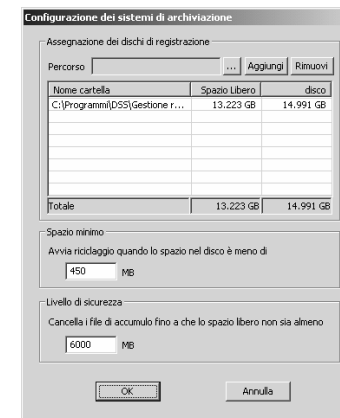 Configurazione dei sistemi di archiviazione
Assegnazione dei dischi di registrazione
Percorso ... Aggiungi Rimuovi
Nome cartella Spazio Libero disco
C:\Programmi\DSS\Gestione r... 13.223 GB 14.991 GB
Totale 13.223 GB 14.991 GB
Spazio minimo
Avvia riciclaggio quando lo spazio nel disco è meno di
450 MB
Livello di sicurezza
Cancella i file di accumulo fino a che lo spazio libero non sia almeno
6000 MB
OK Annulla